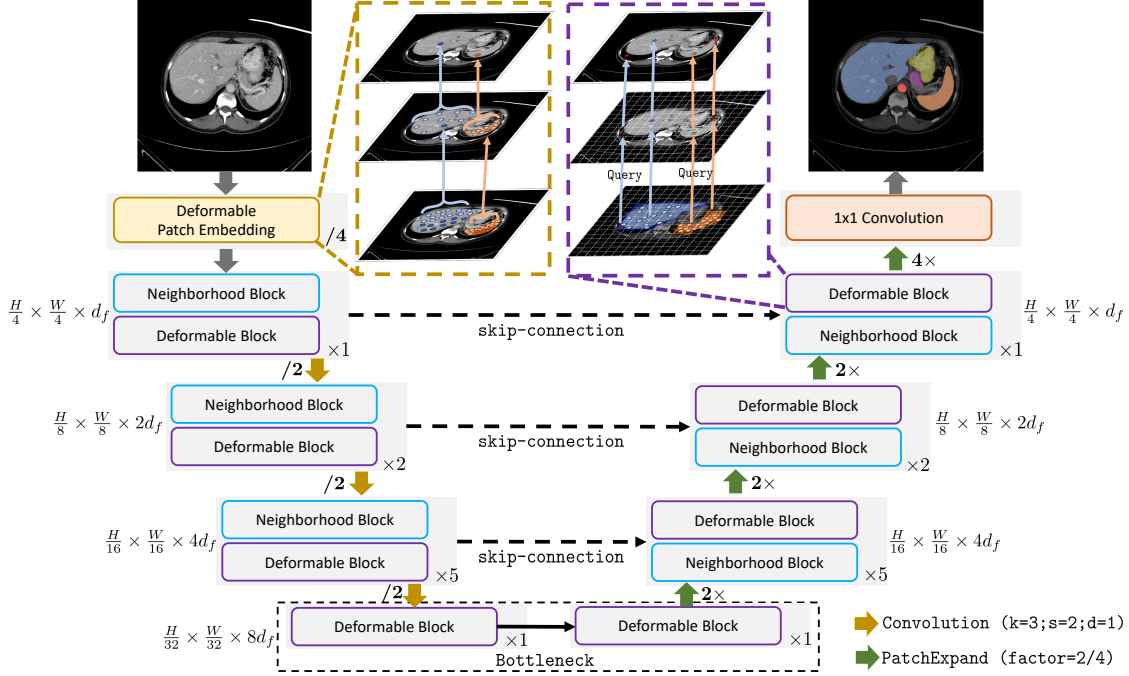 Deformable
Patch Embedding
/4
Query
Query
1x1 Convolution
4×
Neighborhood Block
Deformable Block
×1
H/4 × W/4 × d_f
skip-connection
Deformable Block
Neighborhood Block
×1
H/4 × W/4 × d_f
/2
2×
Neighborhood Block
Deformable Block
×2
H/8 × W/8 × 2d_f
skip-connection
Deformable Block
Neighborhood Block
×2
H/8 × W/8 × 2d_f
/2
2×
Neighborhood Block
Deformable Block
×5
H/16 × W/16 × 4d_f
skip-connection
Deformable Block
Neighborhood Block
×5
H/16 × W/16 × 4d_f
/2
2×
H/32 × W/32 × 8d_f
Deformable Block
×1
Deformable Block
×1
Bottleneck
Convolution (k=3;s=2;d=1)
PatchExpand (factor=2/4)